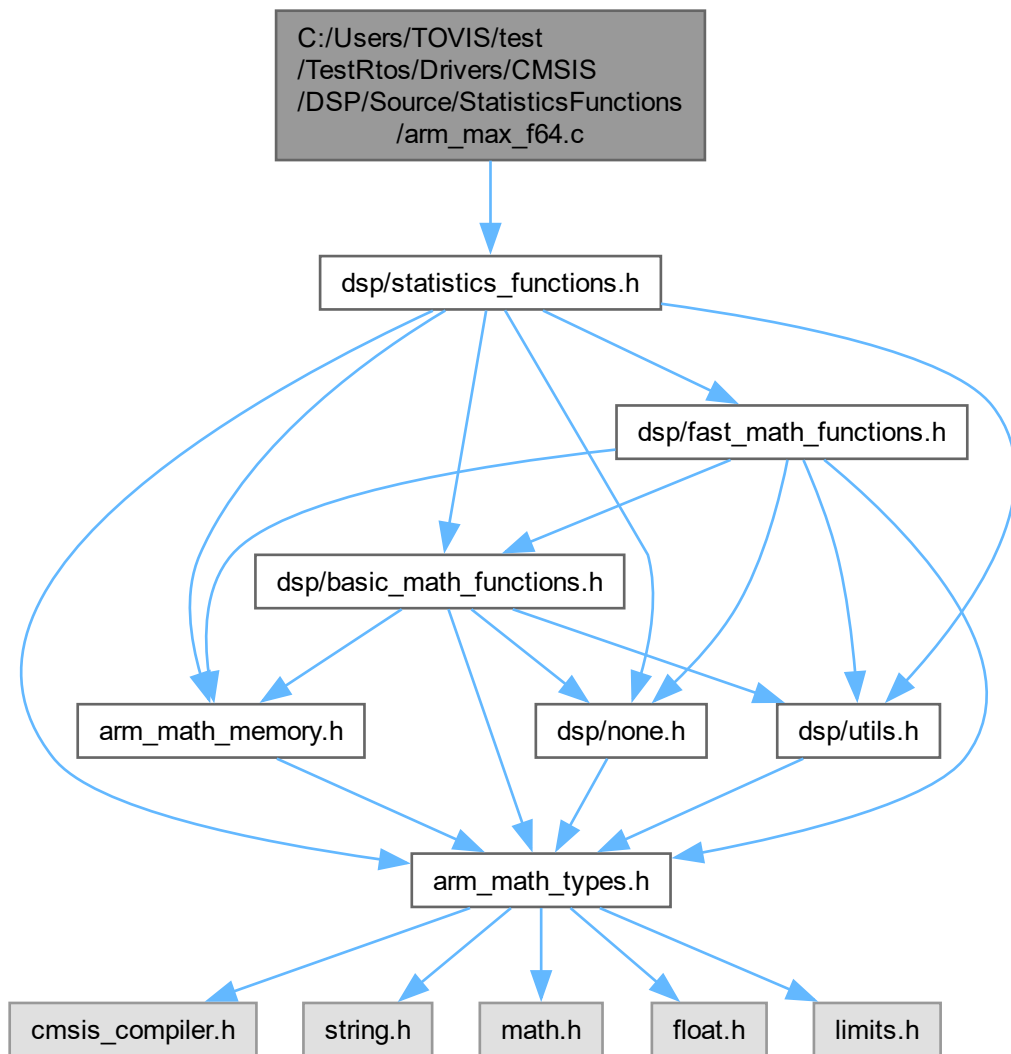 C:/Users/TOVIS/test
/TestRtos/Drivers/CMSIS
/DSP/Source/StatisticsFunctions
/arm_max_f64.c
dsp/statistics_functions.h
dsp/fast_math_functions.h
dsp/basic_math_functions.h
arm_math_memory.h
dsp/none.h
dsp/utils.h
arm_math_types.h
cmsis_compiler.h
string.h
math.h
float.h
limits.h